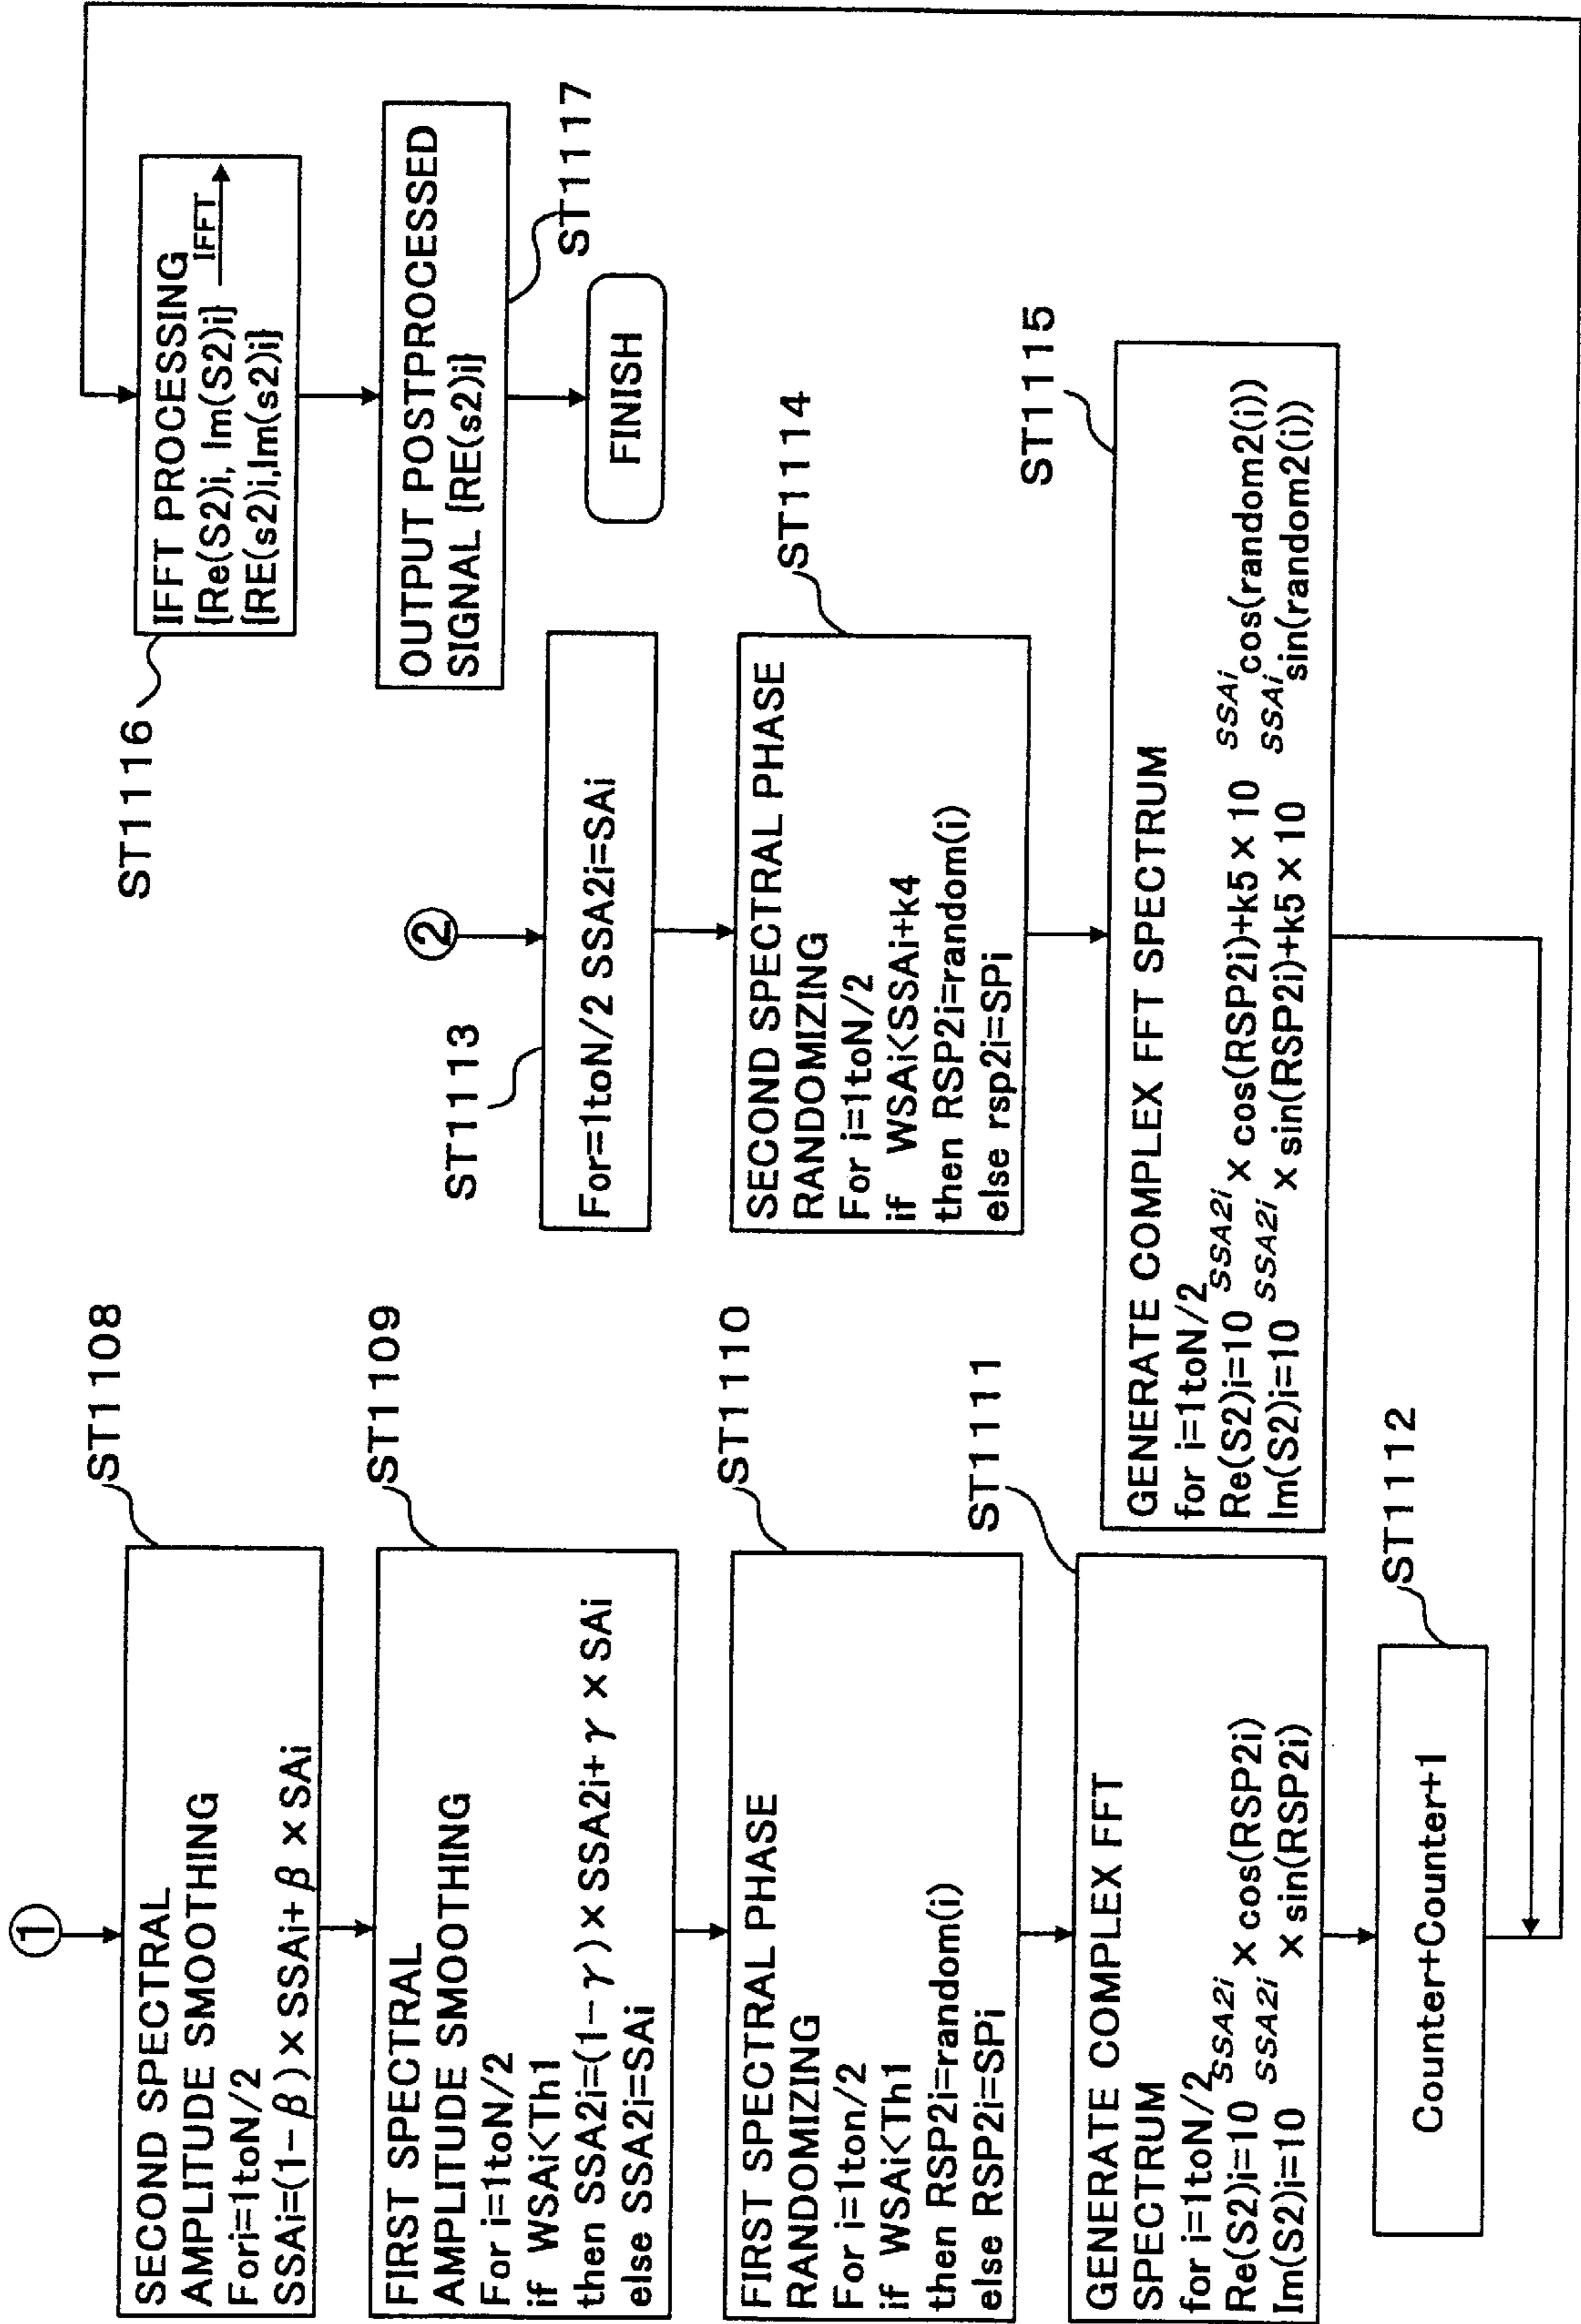 ①
SECOND SPECTRAL
AMPLITUDE SMOOTHING
Fori=1toN/2
SSAi=(1-β)×SSAi+β×SAi
ST1108
FIRST SPECTRAL
AMPLITUDE SMOOTHING
For i=1toN/2
if WSAi<Th1
then SSA2i=(1-γ)×SSA2i+γ×SAi
else SSA2i=SAi
ST1109
FIRST SPECTRAL PHASE
RANDOMIZING
For i=1ton/2
if WSAi<Th1
then RSP2i=random(i)
else RSP2i=SPi
ST1110
GENERATE COMPLEX FFT
SPECTRUM
for i=1toN/2
Re(S2)i=10 SSA2i × cos(RSP2i)
Im(S2)i=10 SSA2i × sin(RSP2i)
ST1111
Counter+Counter+1
ST1112
②
ST1113
For=1toN/2 SSA2i=SAi
SECOND SPECTRAL PHASE
RANDOMIZING
For i=1toN/2
if WSAi<SSAi+k4
then RSP2i=random(i)
else rsp2i=SPi
ST1114
GENERATE COMPLEX FFT SPECTRUM
for i=1toN/2
Re(S2)i=10 SSA2i × cos(RSP2i)+k5×10 SSAi cos(random2(i))
Im(S2)i=10 SSA2i × sin(RSP2i)+k5×10 SSAi sin(random2(i))
ST1115
ST1116
IFFT PROCESSING
{Re(S2)i, Im(S2)i} IFFT
{RE(s2)i,Im(s2)i}
OUTPUT POSTPROCESSED
SIGNAL {RE(s2)i}
ST1117
FINISH